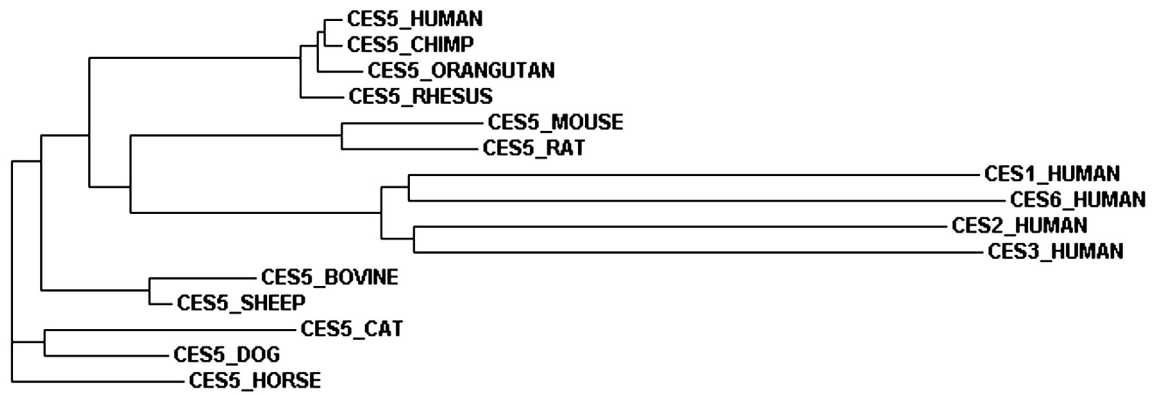 CES5_HUMAN
CES5_CHIMP
CES5_ORANGUTAN
CES5_RHESUS
CES5_MOUSE
CES5_RAT
CES1_HUMAN
CES6_HUMAN
CES2_HUMAN
CES3_HUMAN
CES5_BOVINE
CES5_SHEEP
CES5_CAT
CES5_DOG
CES5_HORSE